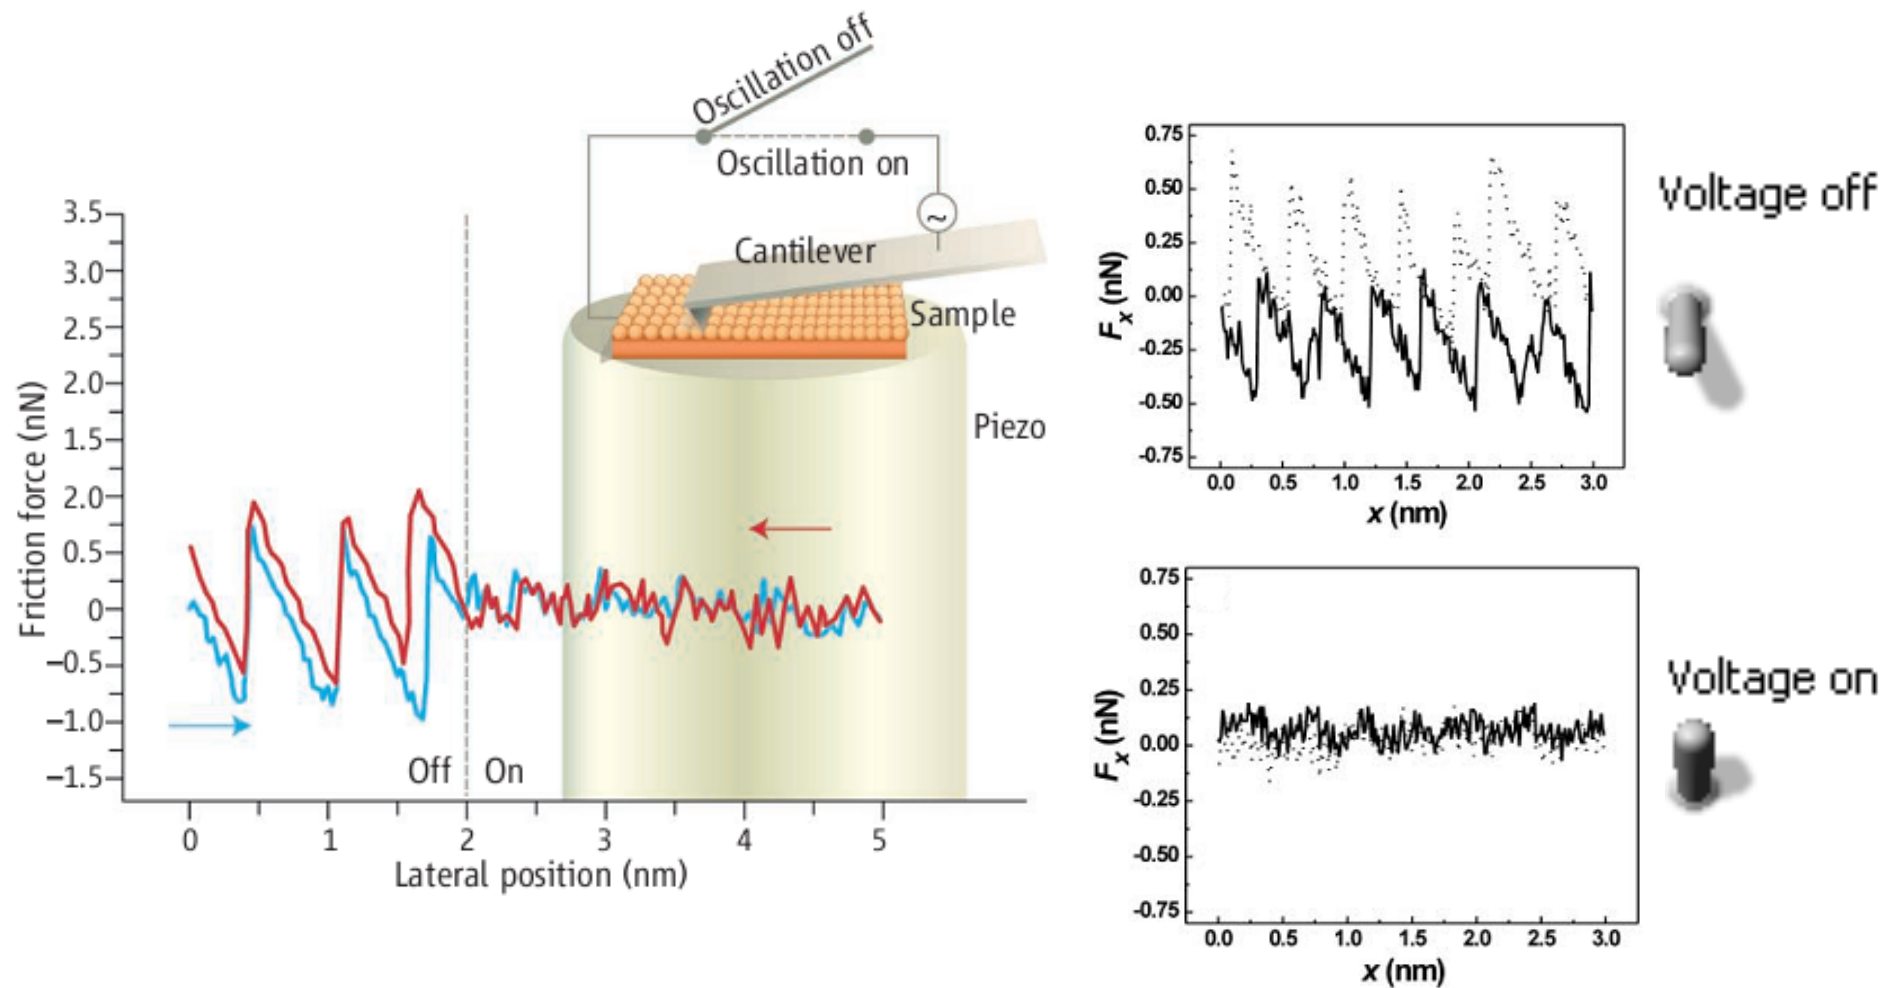 Oscillation off
Oscillation on
~
Cantilever
Sample
Piezo
Friction force (nN)
3.5
3.0
2.5
2.0
1.5
2.0
0.5
0
−0.5
−1.0
−1.5
Off
On
0 1 2 3 4 5
Lateral position (nm)
Fx (nN)
0.75
0.50
0.25
0.00
-0.25
-0.50
-0.75
0.0 0.5 1.0 1.5 2.0 2.5 3.0
x (nm)
Voltage off
Fx (nN)
0.75
0.50
0.25
0.00
-0.25
-0.50
-0.75
0.0 0.5 1.0 1.5 2.0 2.5 3.0
x (nm)
Voltage on